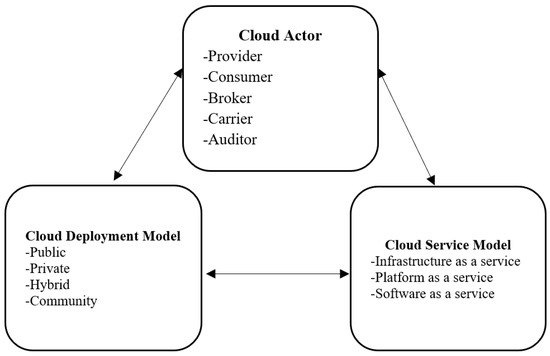 Cloud Actor
-Provider
-Consumer
-Broker
-Carrier
-Auditor
Cloud Deployment Model
-Public
-Private
-Hybrid
-Community
Cloud Service Model
-Infrastructure as a service
-Platform as a service
-Software as a service